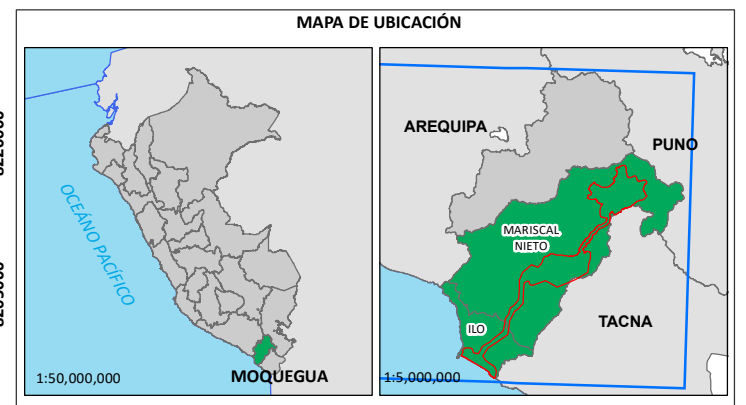 MAPA DE UBICACIÓN
OCEÁNO PACÍFICO
1:50,000,000
MOQUEGUA
AREQUIPA
PUNO
MARISCAL
NIETO
ILO
TACNA
1:5,000,000